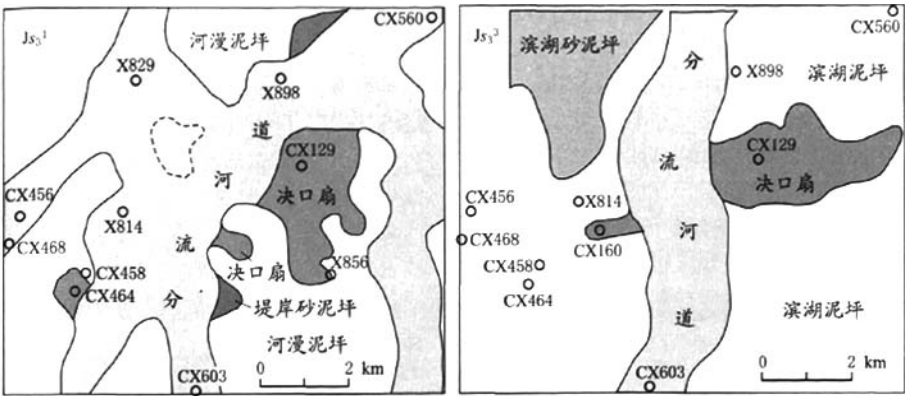 Js₃¹
河漫泥坪
CX560
X829
X898
道
CX129
河
决口扇
CX456
X814
CX468
流
X856
决口扇
CX458
CX464
分
堤岸砂泥坪
河漫泥坪
CX603
0 2 km
Js₃³
滨湖砂泥坪
CX560
分
X898
滨湖泥坪
CX129
流
决口扇
CX456
X814
CX468
CX160
河
CX458
CX464
道
滨湖泥坪
CX603
0 2 km